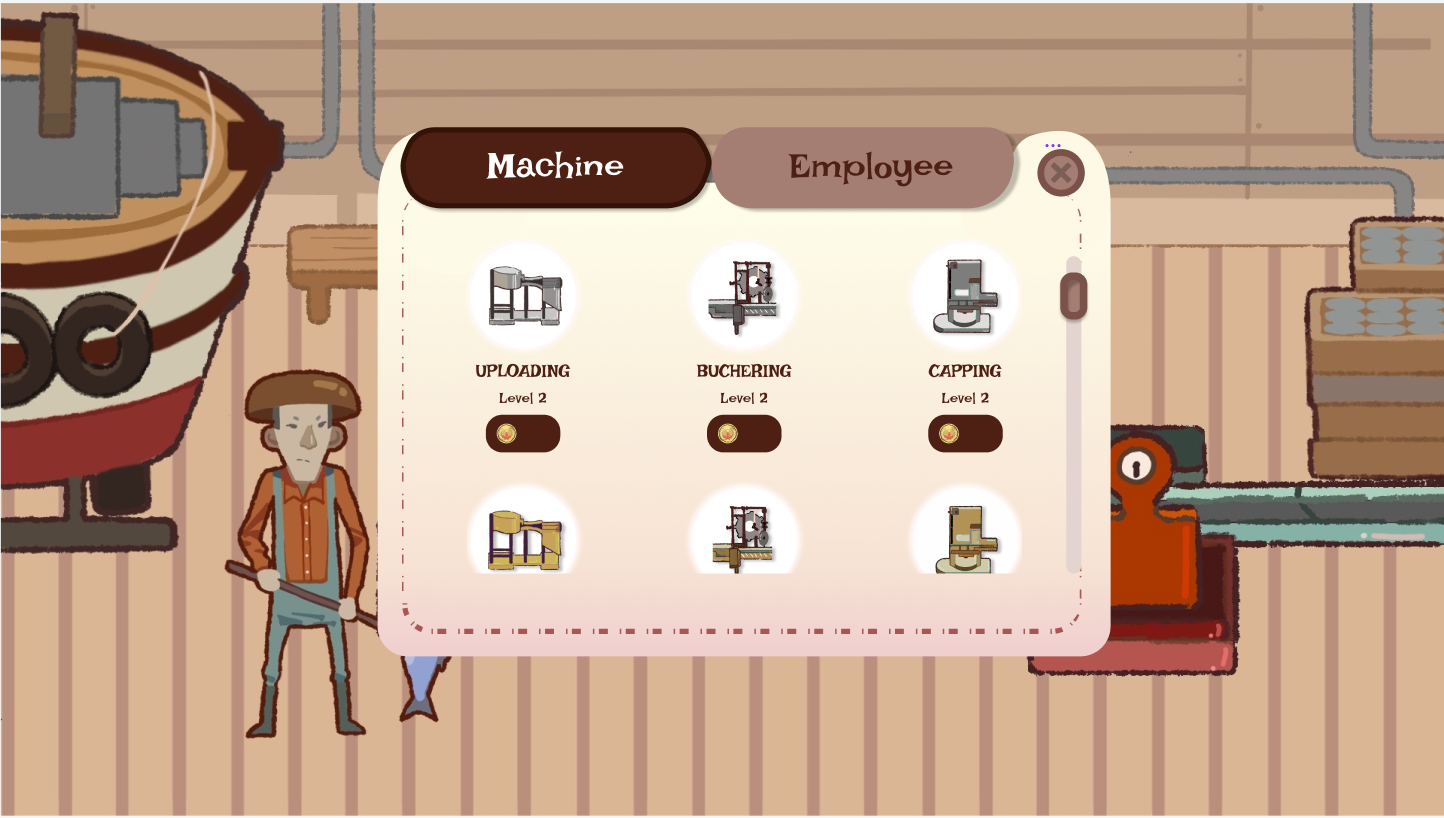 Machine
Employee
UPLOADING
BUCHERING
CAPPING
Level 2
Level 2
Level 2